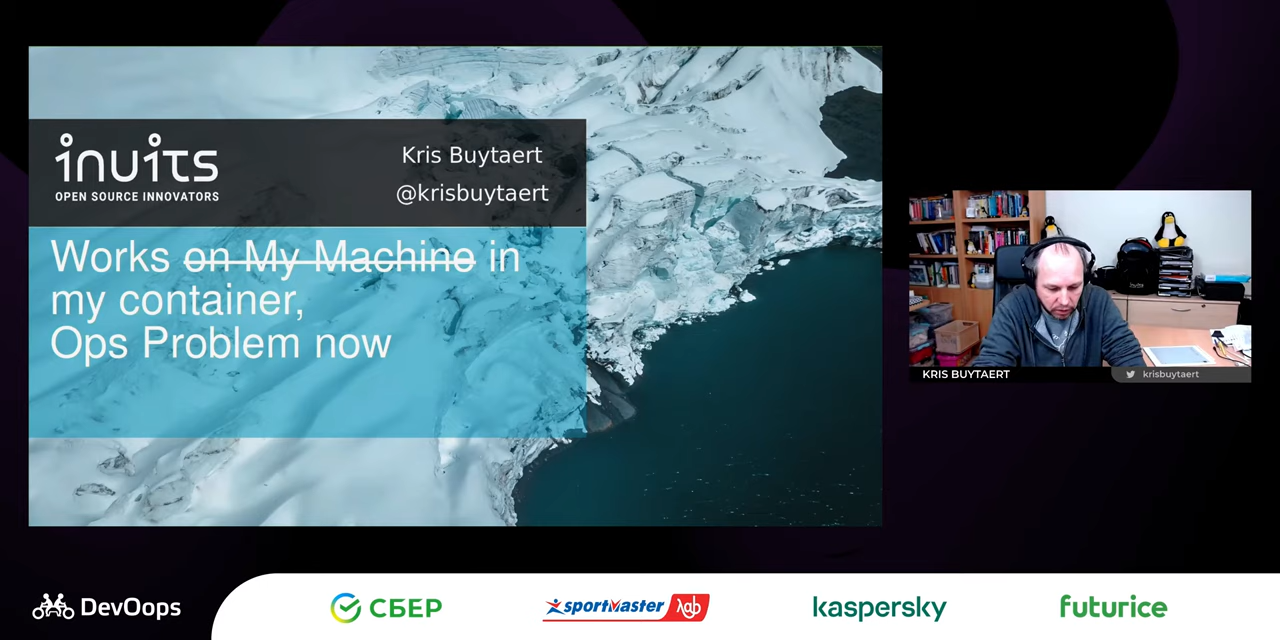 inuits
OPEN SOURCE INNOVATORS
Kris Buytaert
@krisbuytaert
Works on My Machine in
my container,
Ops Problem now
KRIS BUYTAERT
krisbuytaert
DevOops
СБЕР
sportmaster лаб
kaspersky
futurice